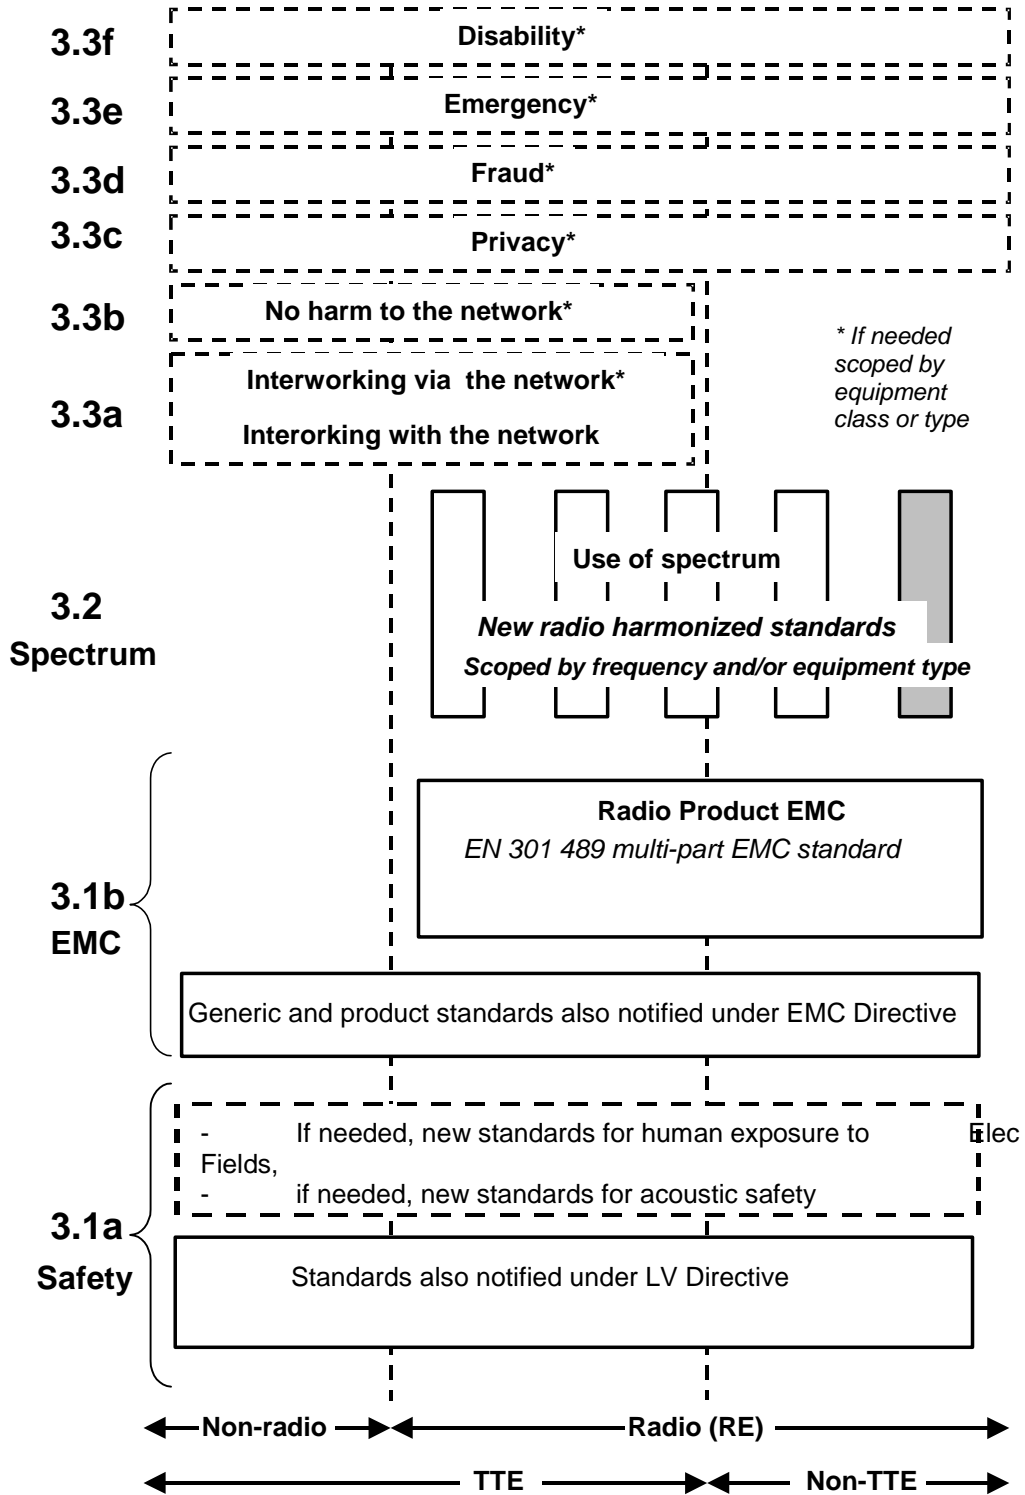 3.3f
Disability*
3.3e
Emergency*
3.3d
Fraud*
3.3c
Privacy*
3.3b
No harm to the network*
* If needed
scoped by
equipment
class or type
3.3a
Interworking via the network*
Interorking with the network
3.2
Spectrum
Use of spectrum
New radio harmonized standards
Scoped by frequency and/or equipment type
3.1b
EMC
Radio Product EMC
EN 301 489 multi-part EMC standard
Generic and product standards also notified under EMC Directive
3.1a
Safety
- If needed, new standards for human exposure to Elec
Fields,
- if needed, new standards for acoustic safety
Standards also notified under LV Directive
Non-radio
Radio (RE)
TTE
Non-TTE